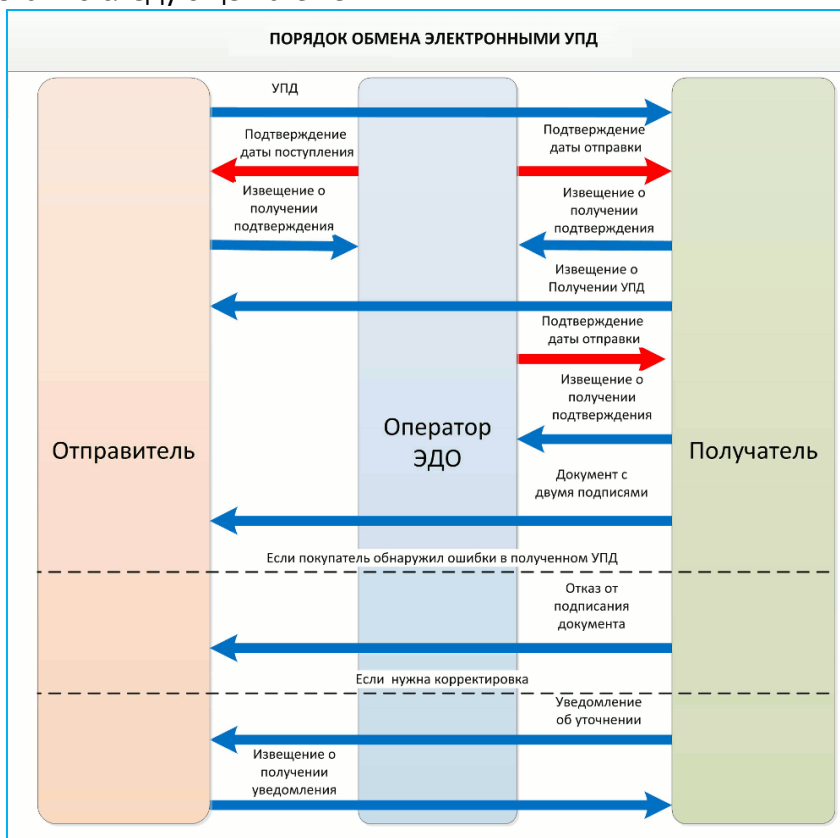 ПОРЯДОК ОБМЕНА ЭЛЕКТРОННЫМИ УПД
УПД
Подтверждение
даты поступления
Подтверждение
даты отправки
Извещение о
получении
подтверждения
Извещение о
получении
подтверждения
Извещение о
Получении УПД
Подтверждение
даты отправки
Извещение о
получении
подтверждения
Отправитель
Оператор
ЭДО
Получатель
Документ с
двумя подписями
Если покупатель обнаружил ошибки в полученном УПД
Отказ от
подписания
документа
Если нужна корректировка
Уведомление
об уточнении
Извещение о
получении
уведомления